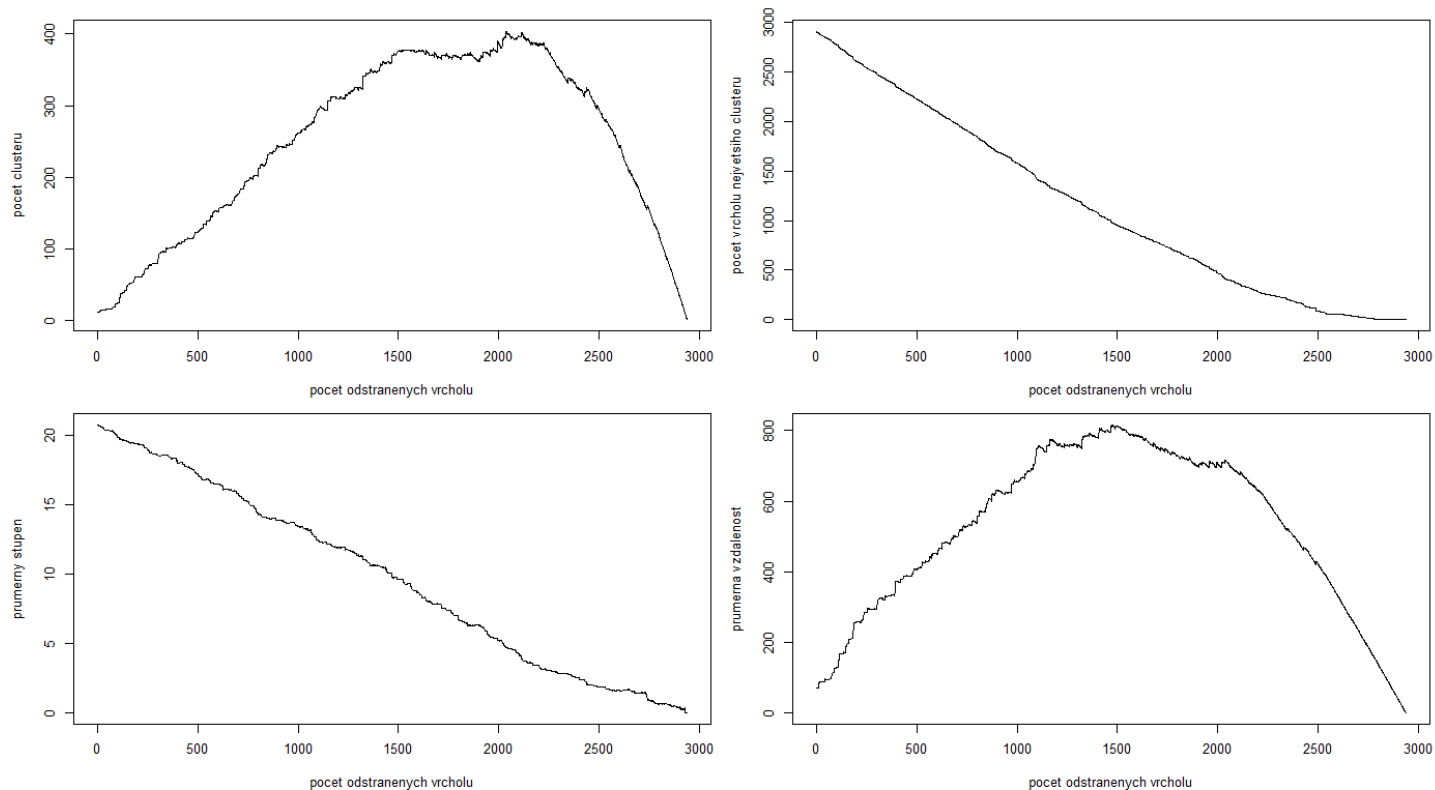 pocet clusteru
400
300
200
100
0
0 500 1000 1500 2000 2500 3000
pocet odstranenych vrcholu
pocet vrcholu nejvetsiho clusteru
3000
2500
2000
1500
1000
500
0
0 500 1000 1500 2000 2500 3000
pocet odstranenych vrcholu
prumerny stupen
20
15
10
5
0
0 500 1000 1500 2000 2500 3000
pocet odstranenych vrcholu
prumerna vzdalenost
800
600
400
200
0
0 500 1000 1500 2000 2500 3000
pocet odstranenych vrcholu